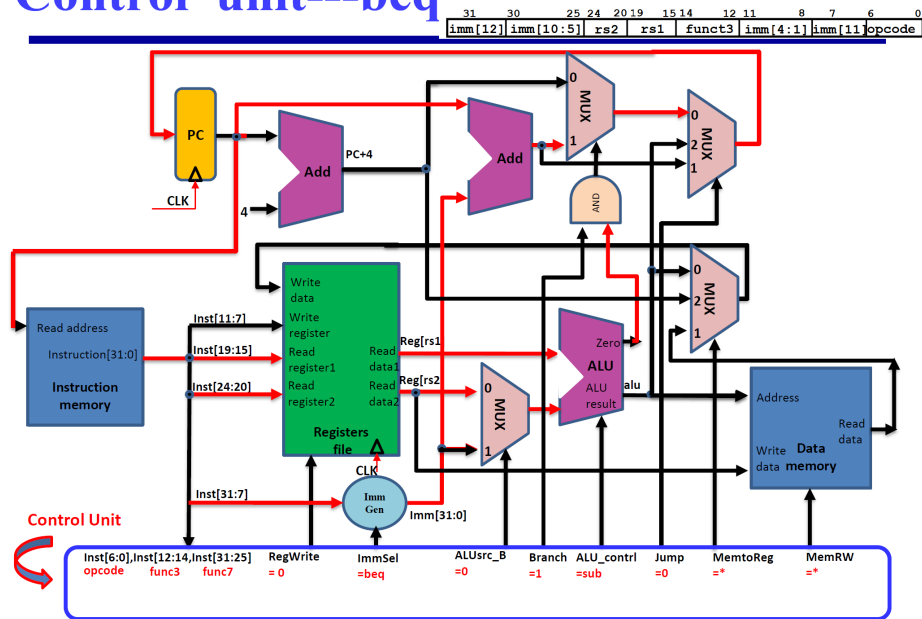 Control unit---beq
31 30 25 24 20 19 15 14 12 11 8 7 6 0
imm[12] imm[10:5] rs2 rs1 funct3 imm[4:1] imm[11] opcode
0
MUX
1
0
2
1
MUX
PC
CLK
Add
4
PC+4
Add
AND
Read address
Instruction[31:0]
Instruction
memory
Inst[11:7]
Inst[19:15]
Inst[24:20]
Inst[31:7]
Write
data
Write
register
Read
register1
Read
register2
Read
data1
Read
data2
Registers
file
CLK
Reg[rs1
Reg[rs2
Imm
Gen
Imm[31:0]
0
MUX
1
Zero
ALU
ALU
result
alu
0
2
1
MUX
Address
Read
data
Write
data
Data
memory
Control Unit
Inst[6:0],Inst[12:14,Inst[31:25] RegWrite ImmSel ALUsrc_B Branch ALU_contrl Jump MemtoReg MemRW
opcode func3 func7 = 0 =beq =0 =1 =sub =0 =* =*